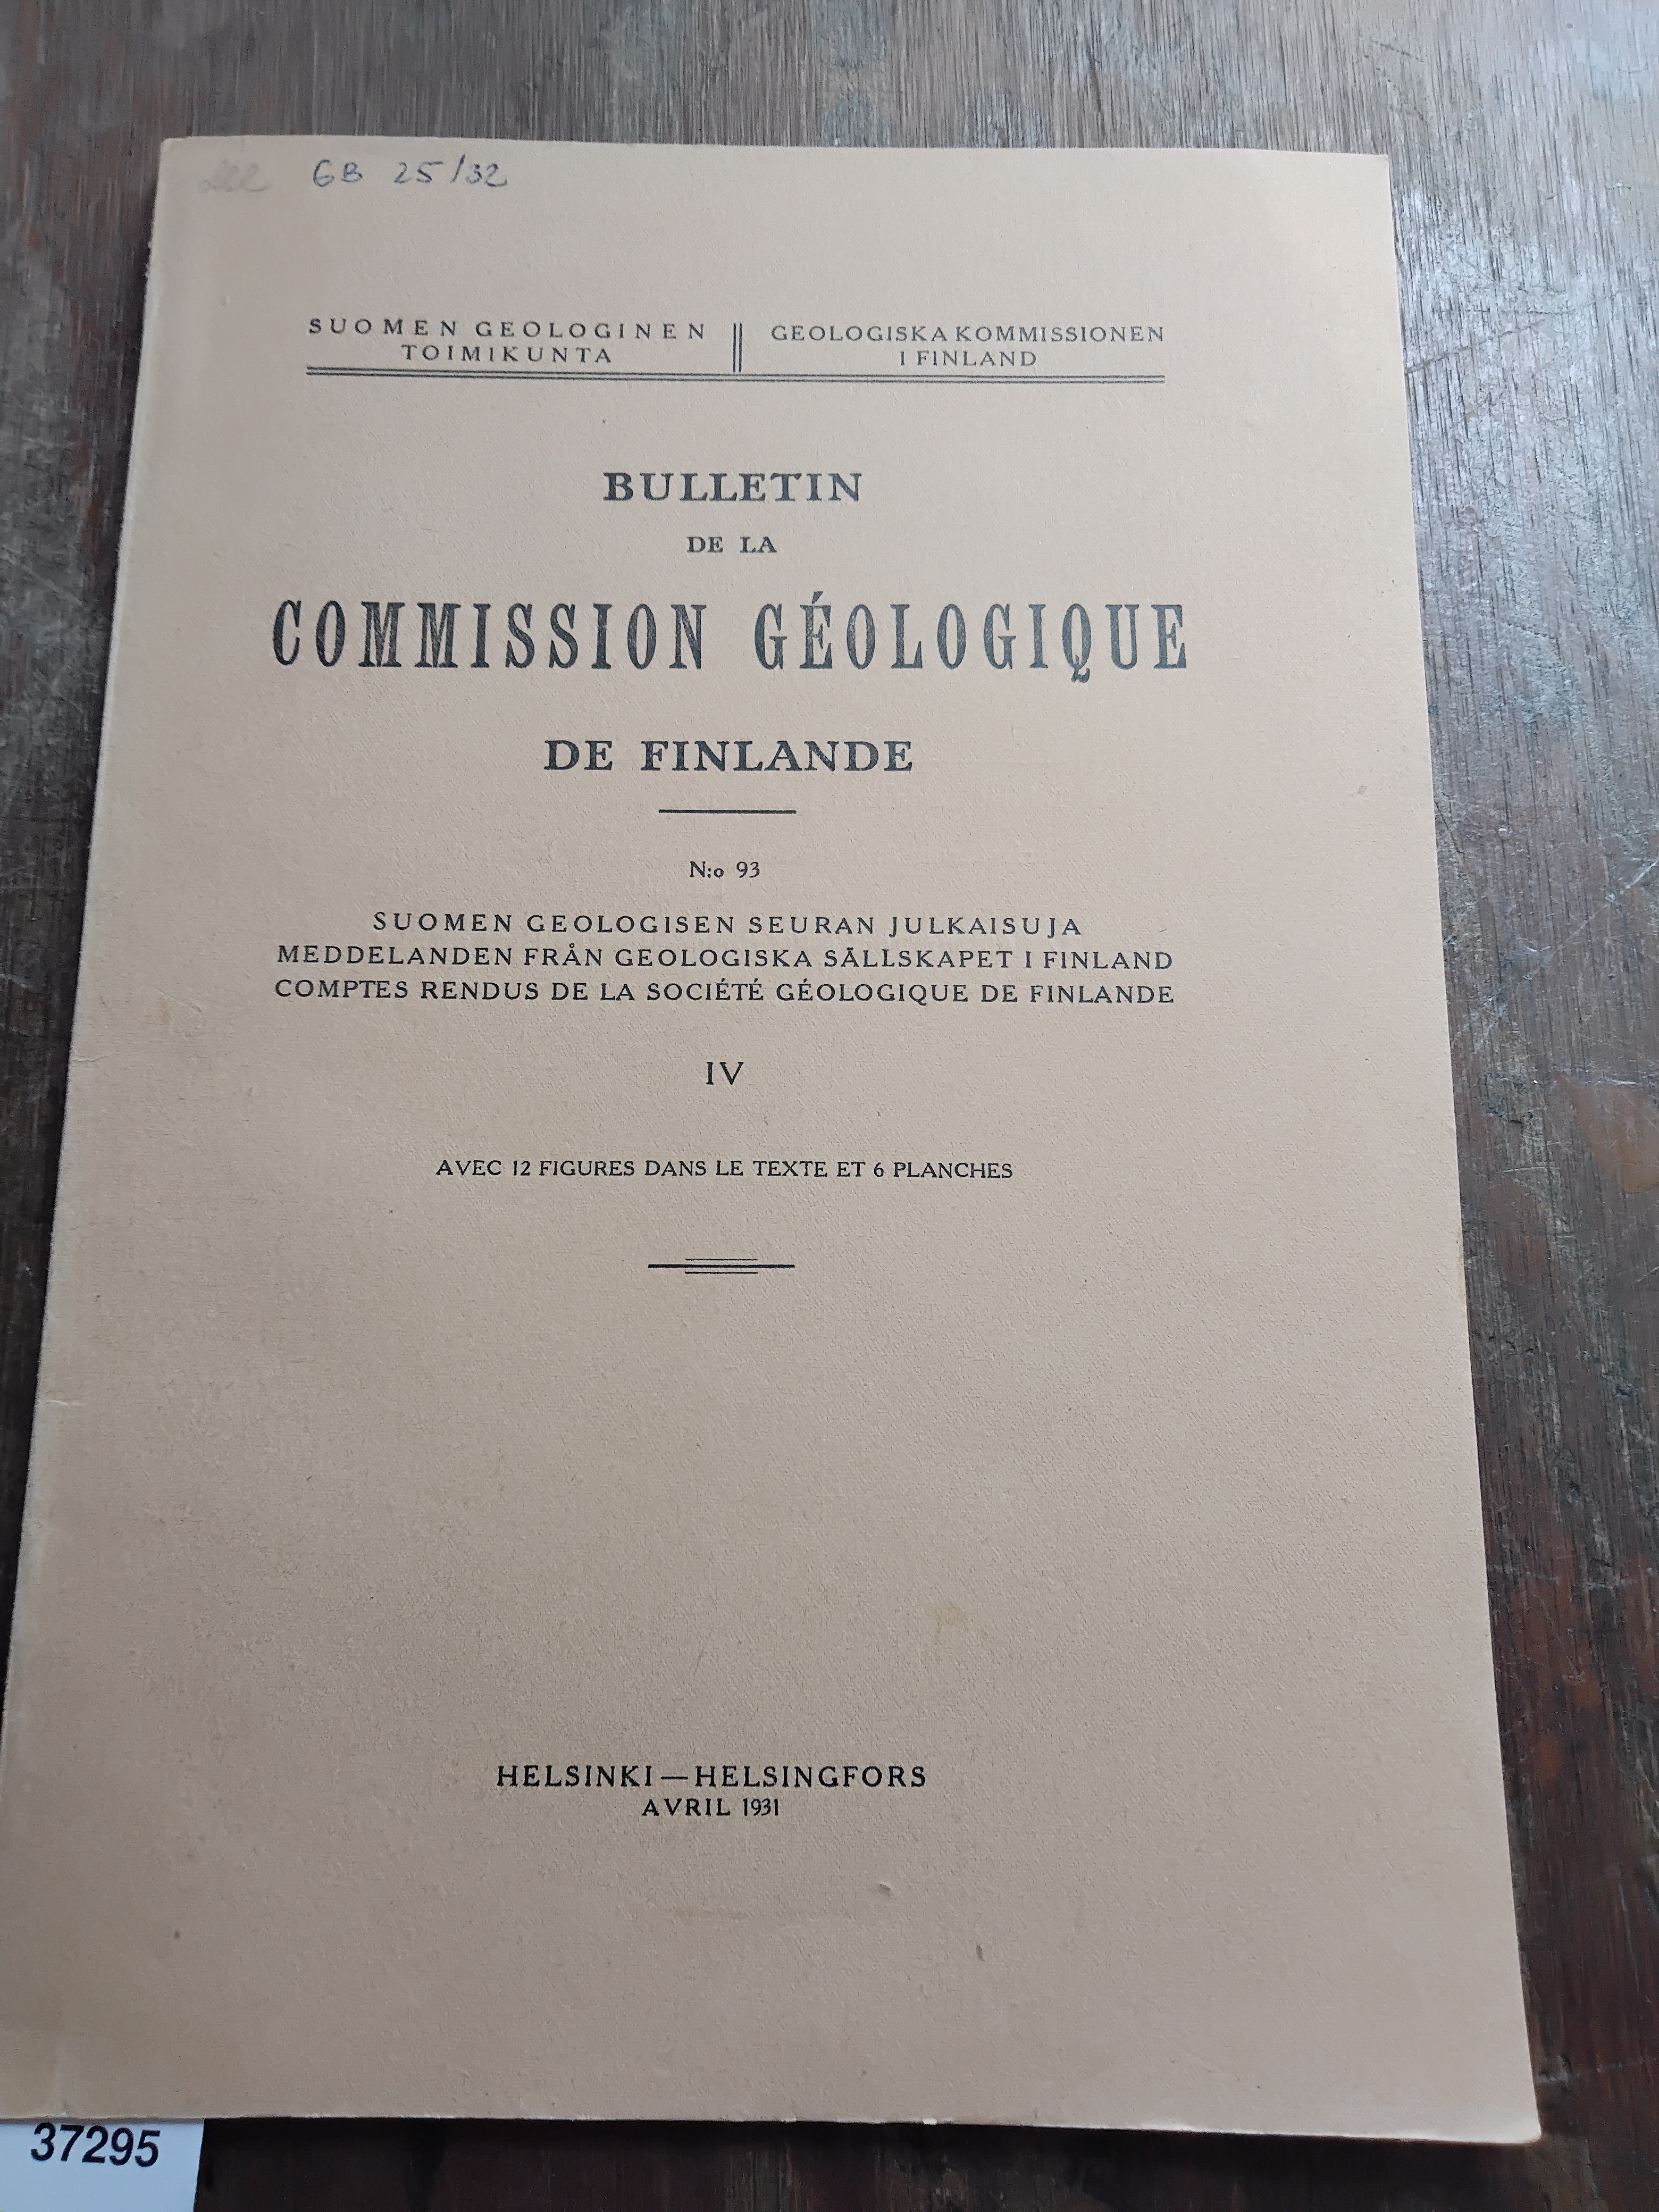 GB 25/32
SUOMEN GEOLOGINEN
TOIMIKUNTA
GEOLOGISKA KOMMISSIONEN
I FINLAND
BULLETIN
DE LA
COMMISSION GÉOLOGIQUE
DE FINLANDE
N:o 93
SUOMEN GEOLOGISEN SEURAN JULKAISUJA
MEDDELANDEN FRÅN GEOLOGISKA SÄLLSKAPET I FINLAND
COMPTES RENDUS DE LA SOCIÉTÉ GÉOLOGIQUE DE FINLANDE
IV
AVEC 12 FIGURES DANS LE TEXTE ET 6 PLANCHES
HELSINKI—HELSINGFORS
AVRIL 1931
37295